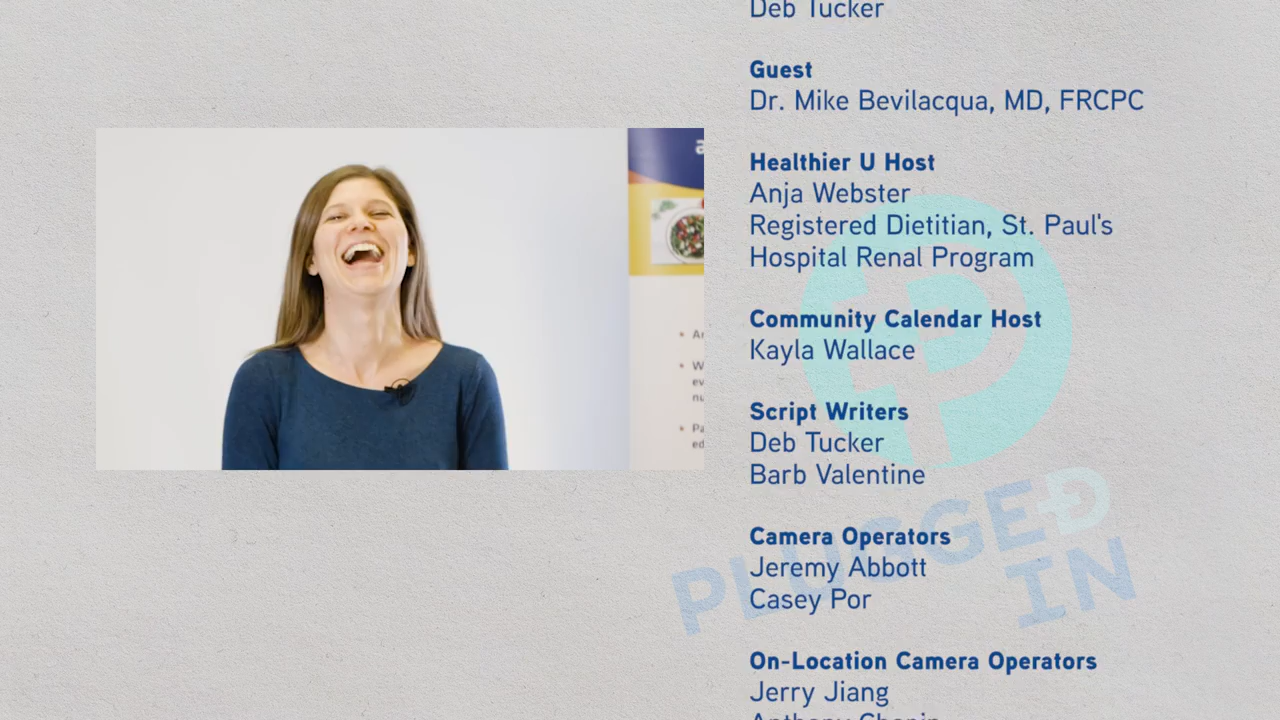 Deb Tucker
Guest
Dr. Mike Bevilacqua, MD, FRCPC
Healthier U Host
Anja Webster
Registered Dietitian, St. Paul's
Hospital Renal Program
Community Calendar Host
Kayla Wallace
Script Writers
Deb Tucker
Barb Valentine
Camera Operators
Jeremy Abbott
Casey Por
On-Location Camera Operators
Jerry Jiang
PLUGGED
IN